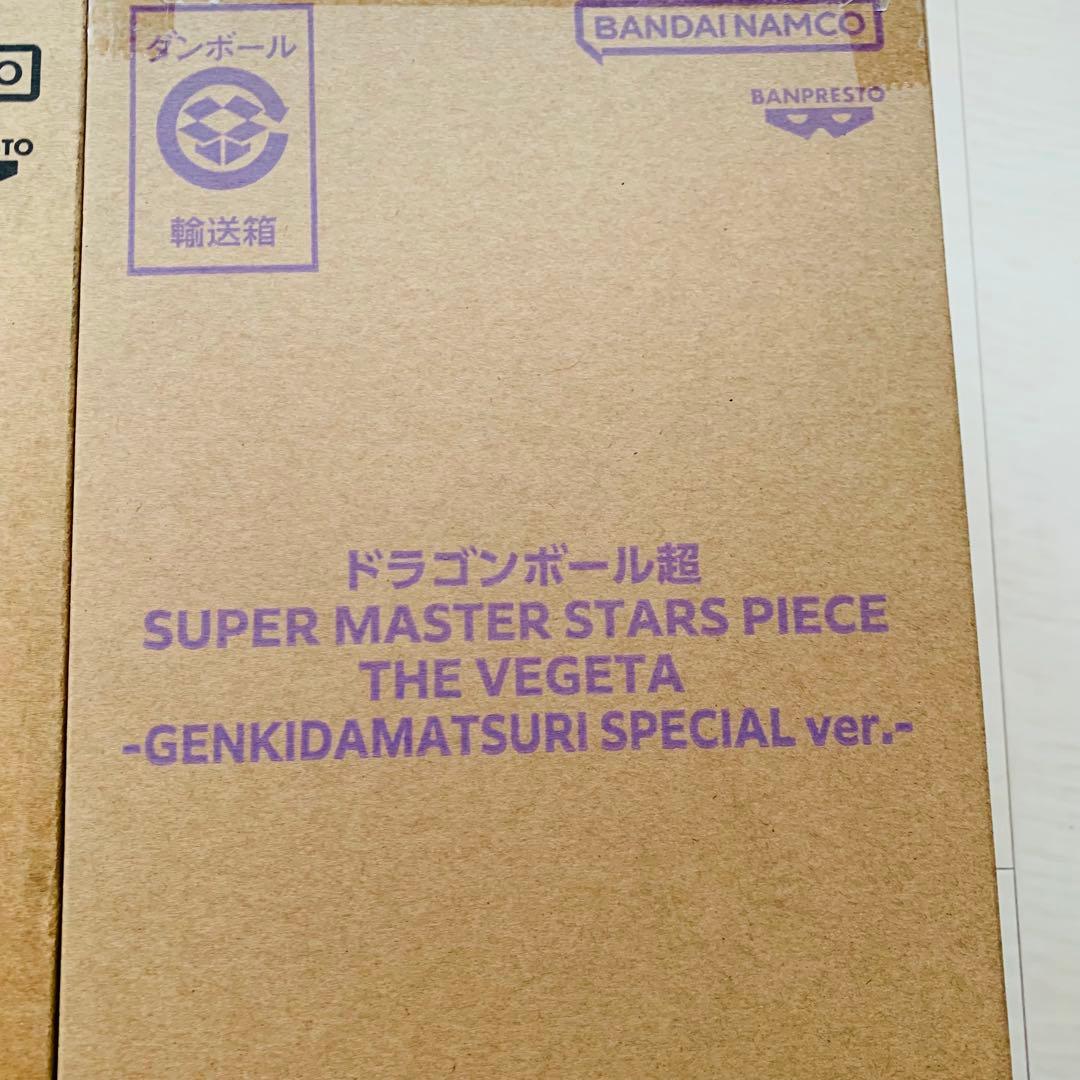 ダンボール
輸送箱
BANDAI NAMCO
BANPRESTO
O
TO
ドラゴンボール超
SUPER MASTER STARS PIECE
THE VEGETA
-GENKIDAMATSURI SPECIAL ver.-